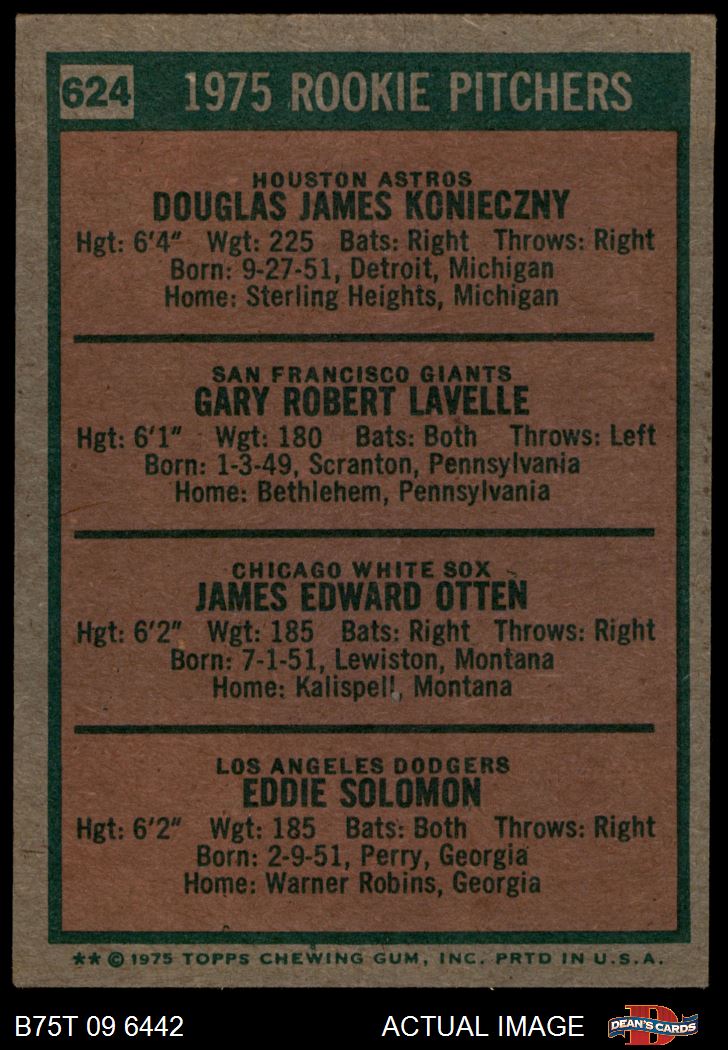 624 1975 ROOKIE PITCHERS
HOUSTON ASTROS
DOUGLAS JAMES KONIECZNY
Hgt: 6'4" Wgt: 225 Bats: Right Throws: Right
Born: 9-27-51, Detroit, Michigan
Home: Sterling Heights, Michigan
SAN FRANCISCO GIANTS
GARY ROBERT LAVELLE
Hgt: 6'1" Wgt: 180 Bats: Both Throws: Left
Born: 1-3-49, Scranton, Pennsylvania
Home: Bethlehem, Pennsylvania
CHICAGO WHITE SOX
JAMES EDWARD OTTEN
Hgt: 6'2" Wgt: 185 Bats: Right Throws: Right
Born: 7-1-51, Lewiston, Montana
Home: Kalispell, Montana
LOS ANGELES DODGERS
EDDIE SOLOMON
Hgt: 6'2" Wgt: 185 Bats: Both Throws: Right
Born: 2-9-51, Perry, Georgia
Home: Warner Robins, Georgia
** © 1975 TOPPS CHEWING GUM, INC. PRTD IN U.S.A.
B75T 09 6442 ACTUAL IMAGE D DEAN'S CARDS